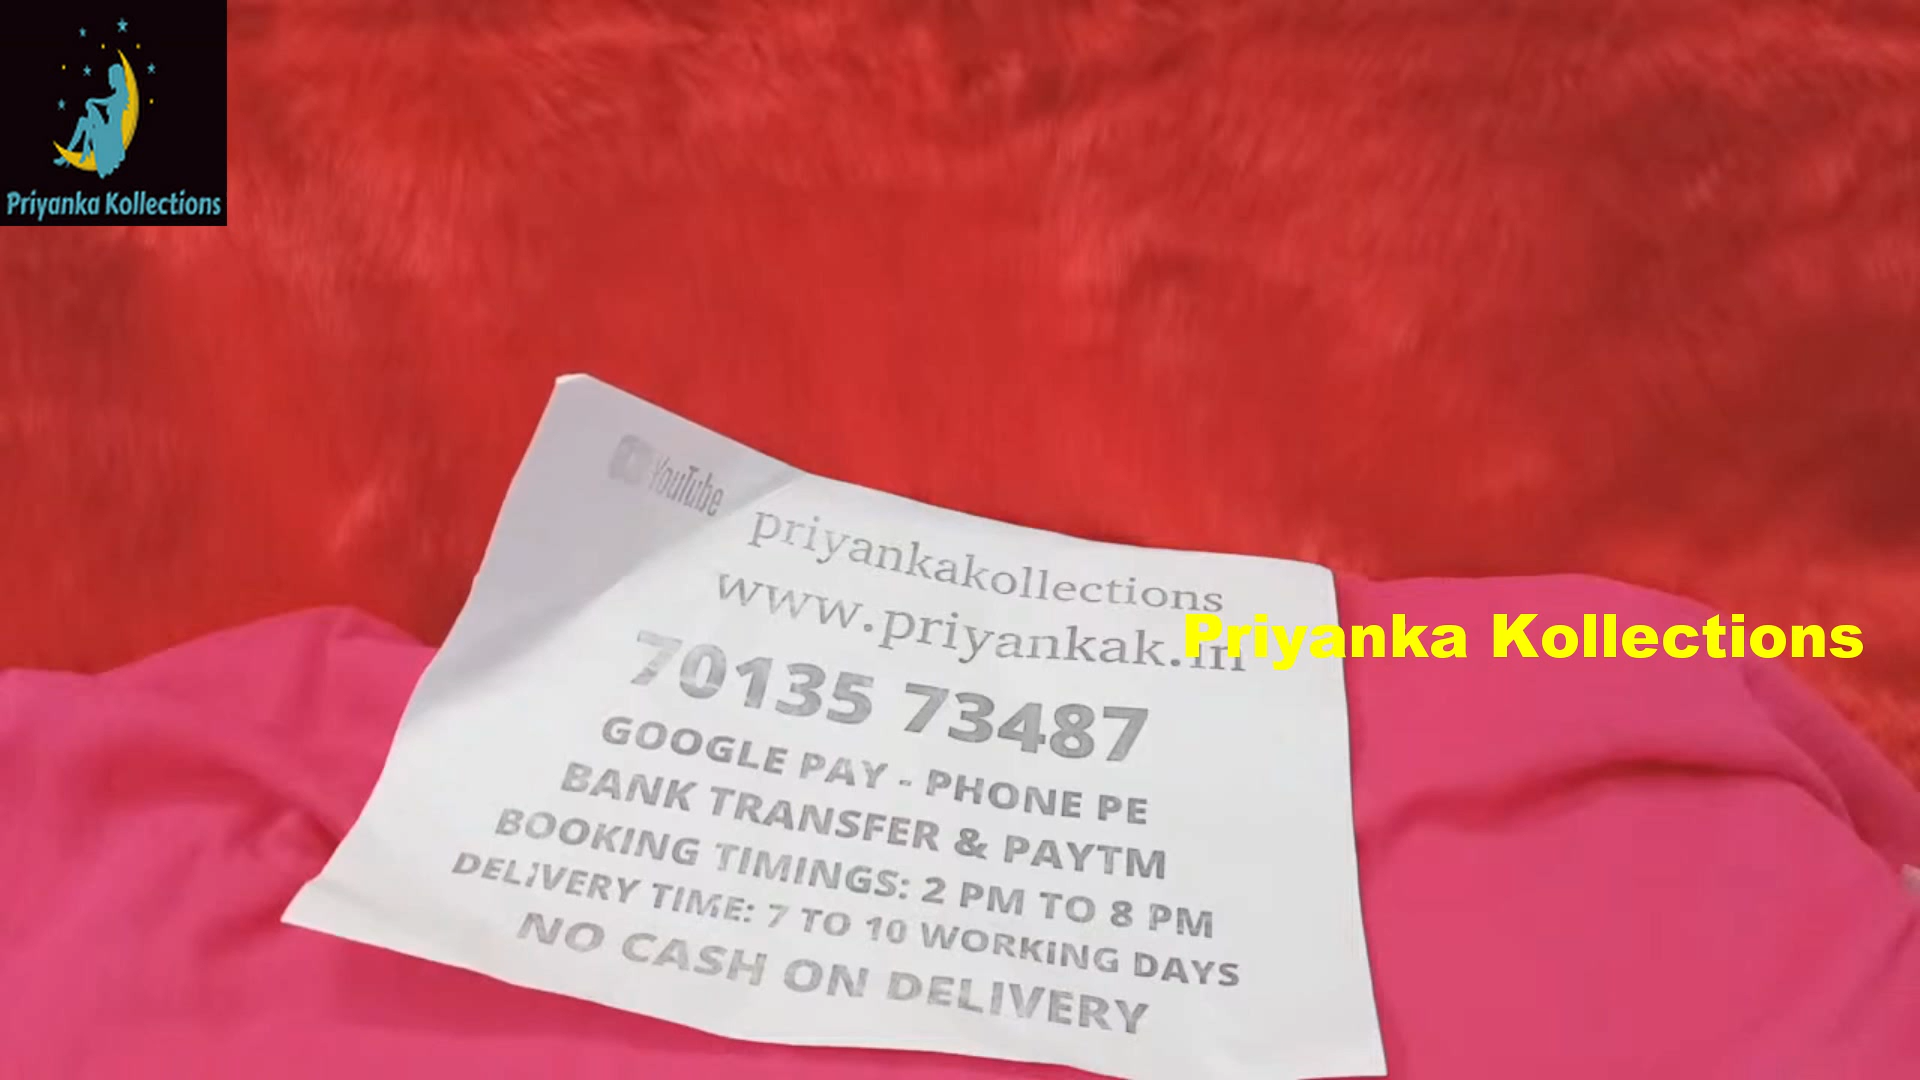 Priyanka Kollections
YouTube
priyankakollections
www.priyankak.in
Priyanka Kollections
70135 73487
GOOGLE PAY - PHONE PE
BANK TRANSFER & PAYTM
BOOKING TIMINGS: 2 PM TO 8 PM
DELIVERY TIME: 7 TO 10 WORKING DAYS
NO CASH ON DELIVERY